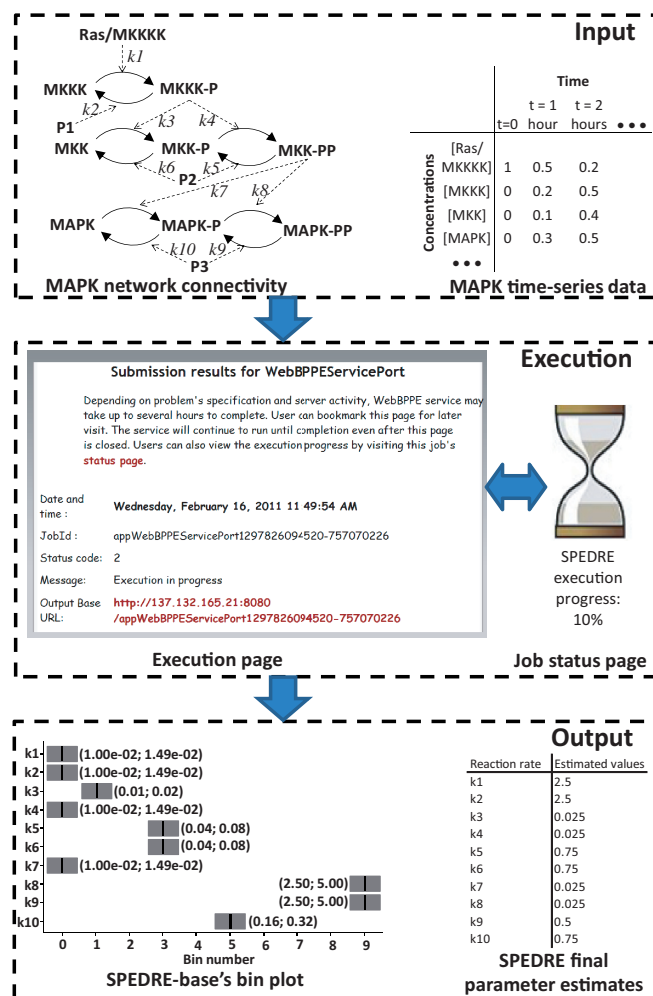 Input
Ras/MKKKK
k1
MKKK
MKKK-P
k2
P1
k3
k4
MKK
MKK-P
MKK-PP
k6
k5
P2
k7
k8
MAPK
MAPK-P
MAPK-PP
k10
k9
P3
MAPK network connectivity
Time
t=0 t = 1 hour t = 2 hours •••
Concentrations
[Ras/
MKKKK] 1 0.5 0.2
[MKKK] 0 0.2 0.5
[MKK] 0 0.1 0.4
[MAPK] 0 0.3 0.5
•••
MAPK time-series data
Execution
Submission results for WebBPPEServicePort
Depending on problem's specification and server activity, WebBPPE service may
take up to several hours to complete. User can bookmark this page for later
visit. The service will continue to run until completion even after this page
is closed. Users can also view the execution progress by visiting this job's
status page.
Date and
time : Wednesday, February 16, 2011 11 49:54 AM
JobId : appWebBPPEServicePort1297826094520-757070226
Status code: 2
Message: Execution in progress
Output Base http://137.132.165.21:8080
URL: /appWebBPPEServicePort1297826094520-757070226
Execution page
SPEDRE
execution
progress:
10%
Job status page
Output
k1 (1.00e-02; 1.49e-02)
k2 (1.00e-02; 1.49e-02)
k3 (0.01; 0.02)
k4 (1.00e-02; 1.49e-02)
k5 (0.04; 0.08)
k6 (0.04; 0.08)
k7 (1.00e-02; 1.49e-02)
k8 (2.50; 5.00)
k9 (2.50; 5.00)
k10 (0.16; 0.32)
0 1 2 3 4 5 6 7 8 9
Bin number
SPEDRE-base's bin plot
Reaction rate Estimated values
k1 2.5
k2 2.5
k3 0.025
k4 0.025
k5 0.75
k6 0.75
k7 0.025
k8 0.025
k9 0.5
k10 0.75
SPEDRE final
parameter estimates